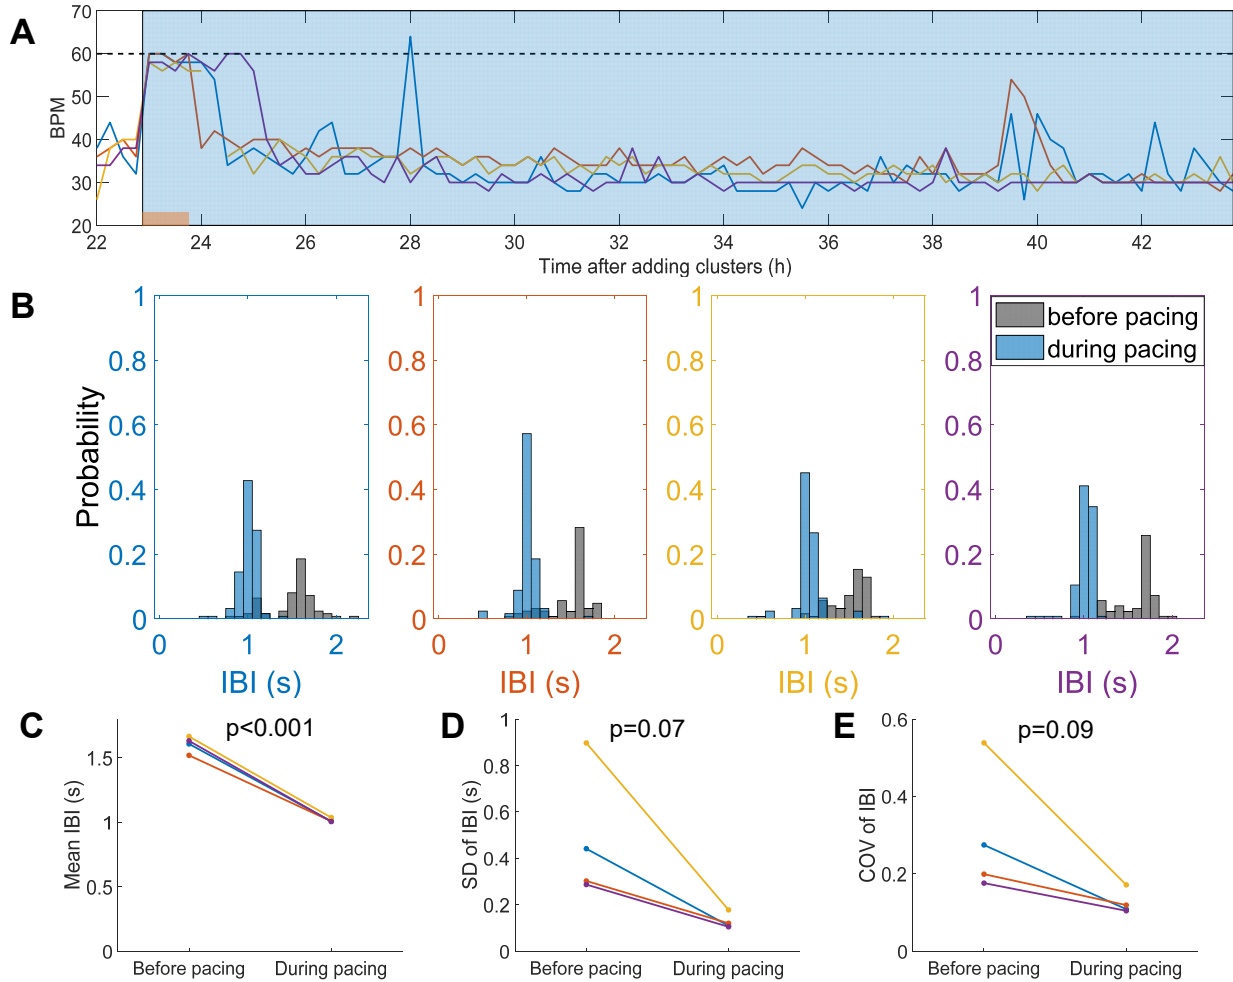 A
70
60
50
40
30
20
BPM
22 24 26 28 30 32 34 36 38 40 42
Time after adding clusters (h)
B
Probability
1
0.8
0.6
0.4
0.2
0
0 1 2
IBI (s)
1
0.8
0.6
0.4
0.2
0
0 1 2
IBI (s)
1
0.8
0.6
0.4
0.2
0
0 1 2
IBI (s)
1
0.8
0.6
0.4
0.2
0
before pacing
during pacing
0 1 2
IBI (s)
C
p<0.001
Mean IBI (s)
1.5
1
0.5
0
Before pacing During pacing
D
p=0.07
SD of IBI (s)
1
0.8
0.6
0.4
0.2
0
Before pacing During pacing
E
p=0.09
COV of IBI
0.6
0.4
0.2
0
Before pacing During pacing